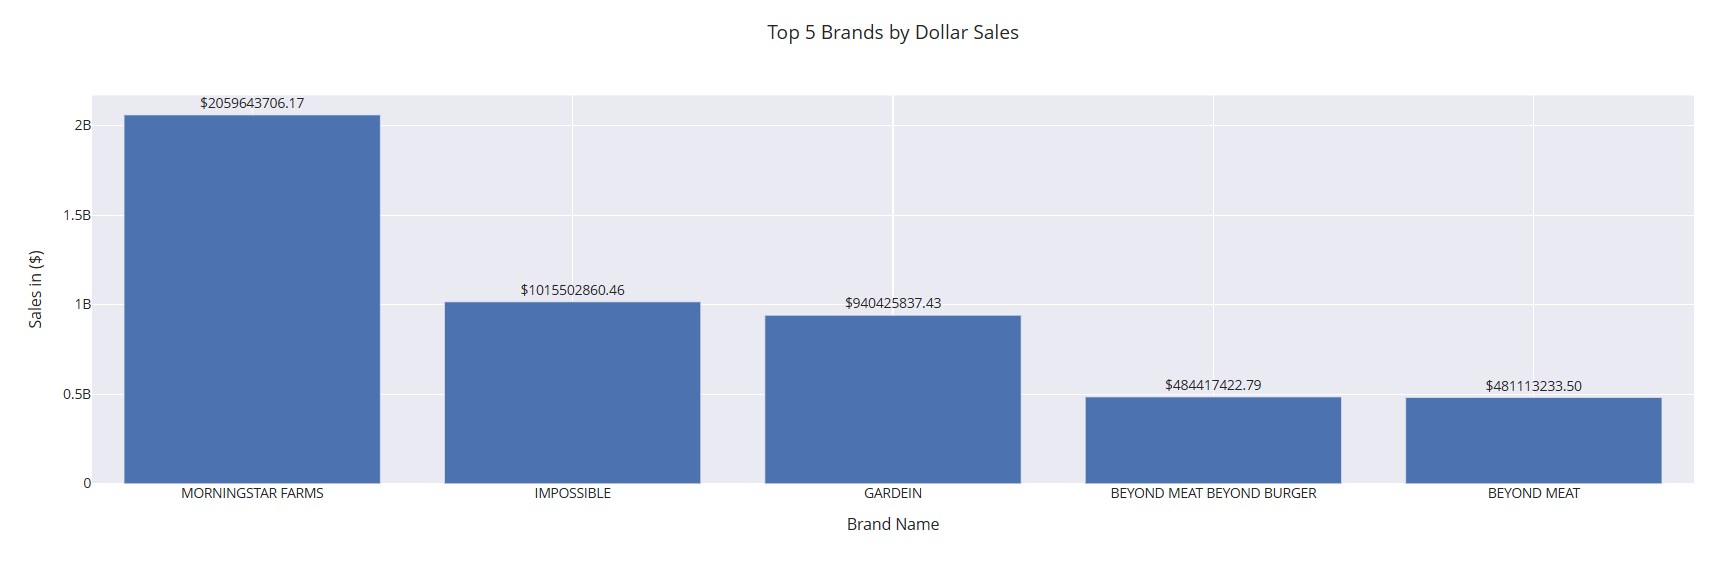 Top 5 Brands by Dollar Sales
$2059643706.17
2B
1.5B
$1015502860.46
1B
$940425837.43
$484417422.79
$481113233.50
0.5B
0
Sales in ($)
MORNINGSTAR FARMS
IMPOSSIBLE
GARDEIN
BEYOND MEAT BEYOND BURGER
BEYOND MEAT
Brand Name